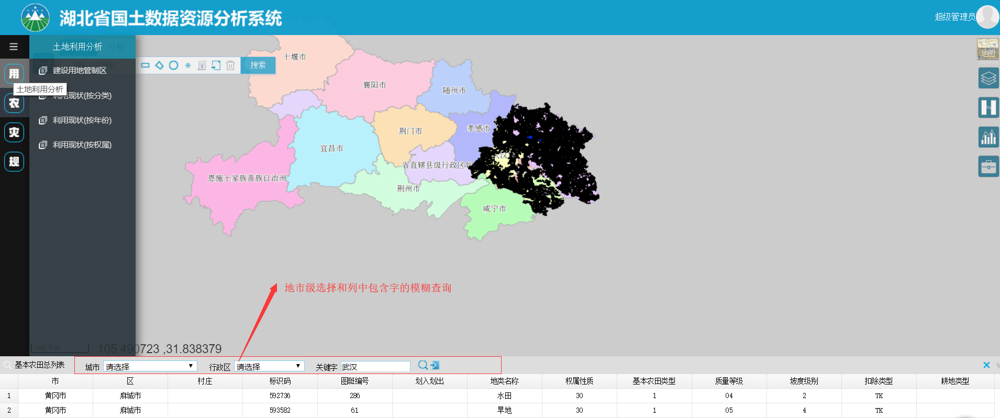 湖北省国土数据资源分析系统
超级管理员
土地利用分析
分析
建设用地管制区
土地利用分析
利用现状(按分类)
利用现状(按年份)
利用现状(按权属)
用
农
灾
规
搜索
地图
十堰市
襄阳市
随州市
孝感市
荆门市
宜昌市
武汉
省直辖县级行政区划
恩施土家族苗族自治州
荆州市
咸宁市
地市级选择和列中包含字的模糊查询
100 千米
105.490723 ,31.838379
基本农田总列表 城市 请选择 行政区 请选择 关键字 武汉
市 区 村庄 标识码 图斑编号 划入划出 地类名称 权属性质 基本农田类型 质量等级 坡度级别 扣除类型 耕地类型
1 黄冈市 麻城市 592736 286 水田 30 1 04 2 TK
2 黄冈市 麻城市 593582 61 旱地 30 1 05 4 TK